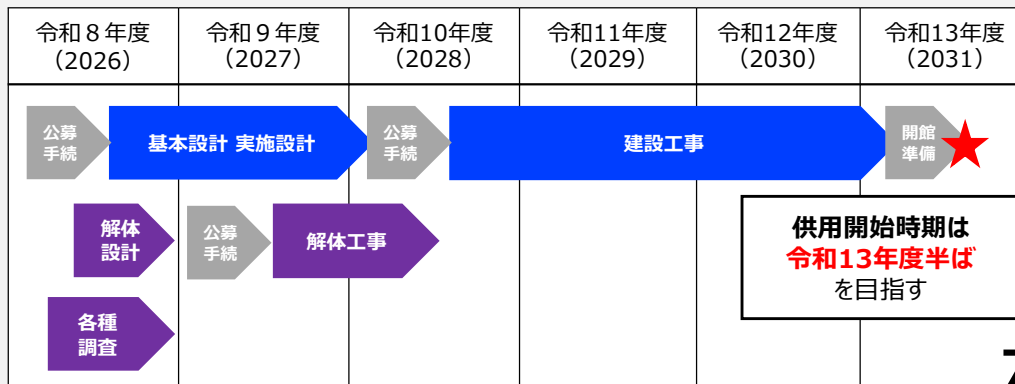 令和８年度
（2026）
令和９年度
（2027）
令和10年度
（2028）
令和11年度
（2029）
令和12年度
（2030）
令和13年度
（2031）
公募
手続
基本設計 実施設計
公募
手続
建設工事
開館
準備
解体
設計
公募
手続
解体工事
各種
調査
供用開始時期は
令和13年度半ば
を目指す